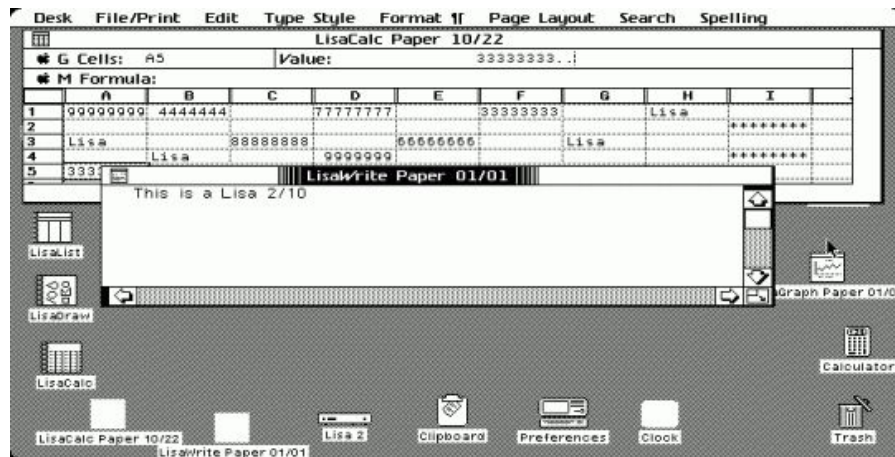 Desk File/Print Edit Type Style Format ¶ Page Layout Search Spelling
LisaCalc Paper 10/22
G Cells: A5 Value: 33333333..
M Formula:
A B C D E F G H I
1 99999999 4444444 77777777 33333333 Lisa
2 ++++++++
3 Lisa 88888888 66666666 Lisa
4 Lisa 9999999 ++++++++
5 333
LisaWrite Paper 01/01
This is a Lisa 2/10
LisaList
LisaDraw
Graph Paper 01/0
LisaCalc
Calculator
LisaCalc Paper 10/22
LisaWrite Paper 01/01
Lisa 2
Clipboard
Preferences
Clock
Trash